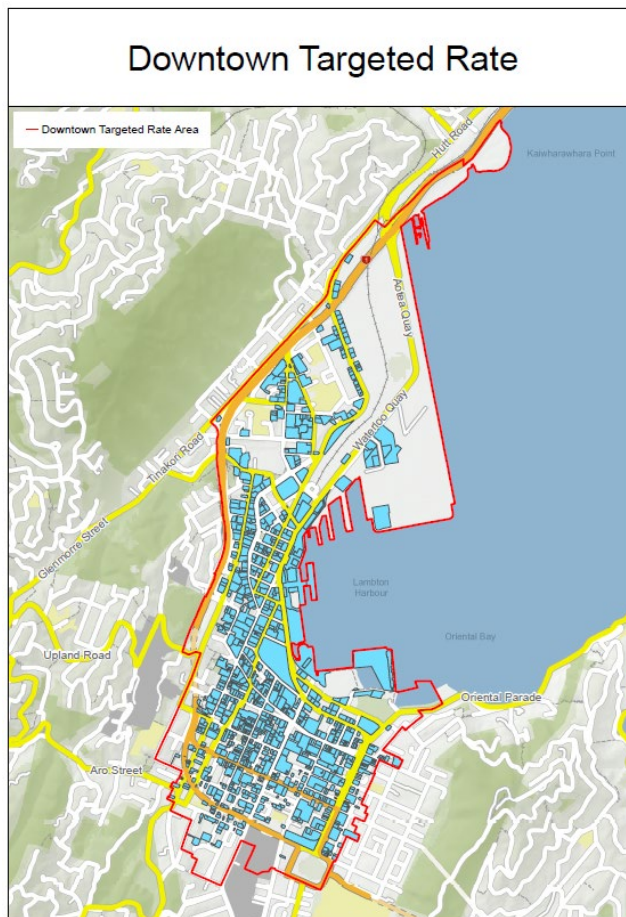 Downtown Targeted Rate
Downtown Targeted Rate Area
Hutt Road
Kaiwharawhara Point
1
Aotea Quay
Waterloo Quay
Tinakori Road
Glenmore Street
Lambton
Harbour
Oriental Bay
Upland Road
Oriental Parade
Aro Street